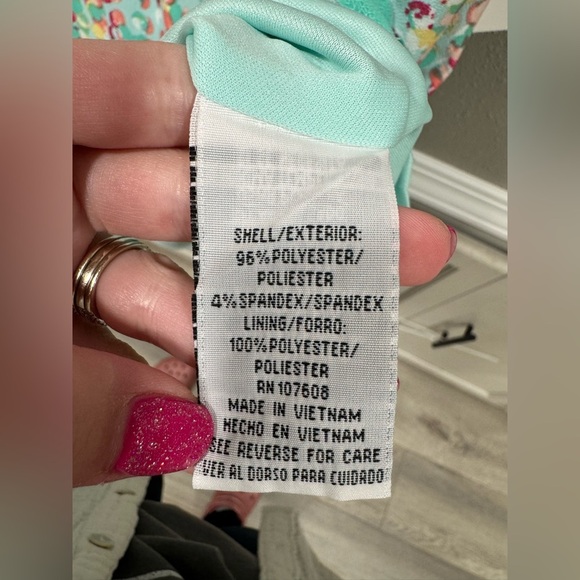 SHELL/EXTERIOR:
96% POLYESTER/
POLIESTER
4% SPANDEX/SPANDEX
LINING/FORRO:
100% POLYESTER/
POLIESTER
RN 107608
MADE IN VIETNAM
HECHO EN VIETNAM
SEE REVERSE FOR CARE
VER AL DORSO PARA CUIDADO